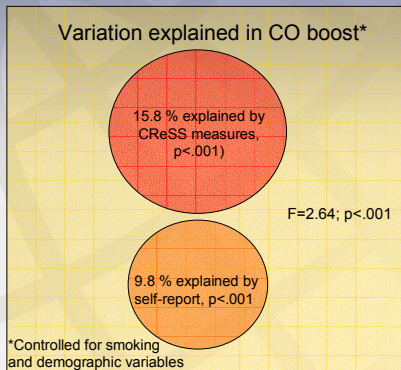 Variation explained in CO boost*
15.8 % explained by
CReSS measures,
p<.001)
F=2.64; p<.001
9.8 % explained by
self-report, p<.001
*Controlled for smoking
and demographic variables